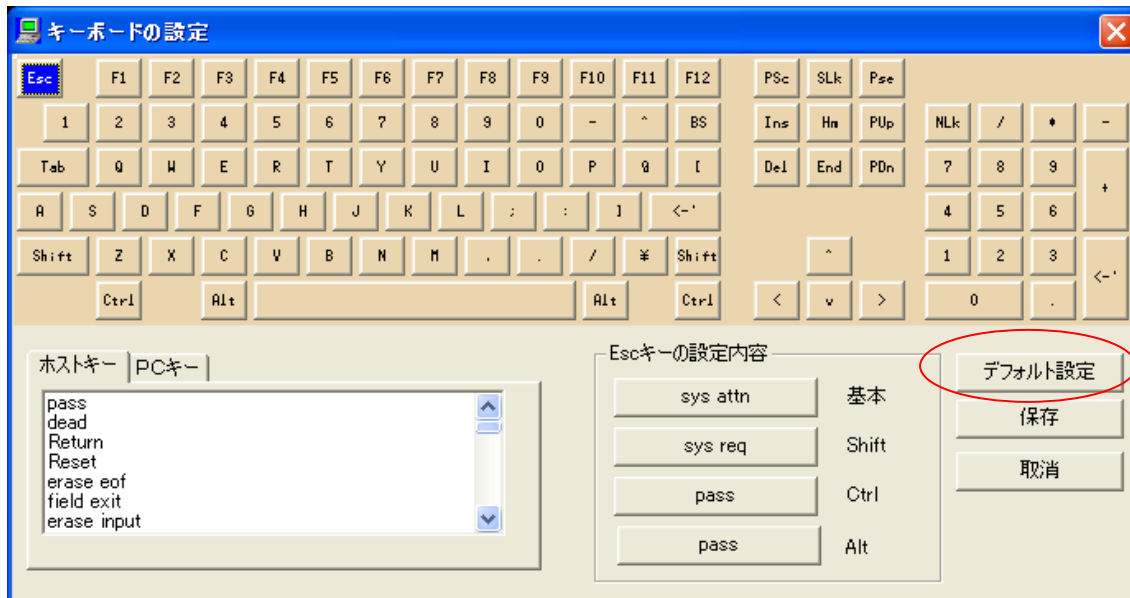 キーボードの設定
Esc F1 F2 F3 F4 F5 F6 F7 F8 F9 F10 F11 F12 PSc SLk Pse
1 2 3 4 5 6 7 8 9 0 - ^ BS Ins Hm PUp NLk / * -
Tab Q W E R T Y U I O P @ [ Del End PDn 7 8 9 +
A S D F G H J K L ; : ] <-' 4 5 6
Shift Z X C V B N M , . / ¥ Shift ^ 1 2 3 <-'
Ctrl Alt Alt Ctrl < v > 0 .
ホストキー PCキー
pass
dead
Return
Reset
erase eof
field exit
erase input
Escキーの設定内容
sys attn 基本
sys req Shift
pass Ctrl
pass Alt
デフォルト設定
保存
取消